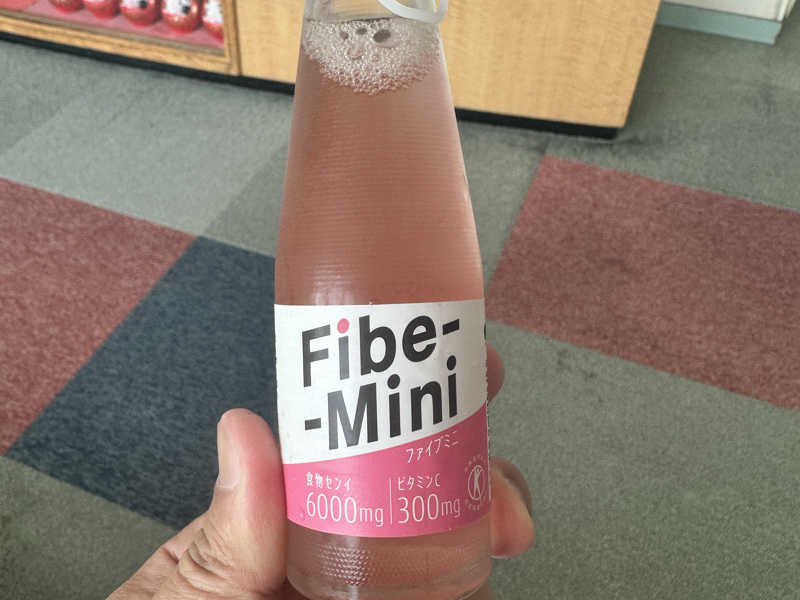 Fibe-
-Mini
ファイブミニ
食物センイ
6000mg
ビタミンC
300mg